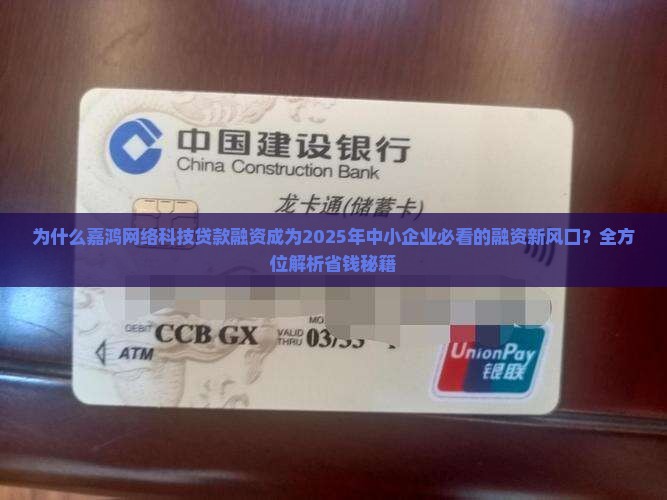 中国建设银行
China Construction Bank
龙卡通(储蓄卡)
为什么嘉鸿网络科技贷款融资成为2025年中小企业必看的融资新风口？全方
位解析省钱秘籍
MO
DEBIT CCB GX VALID THRU 03/33
ATM
UnionPay
银联